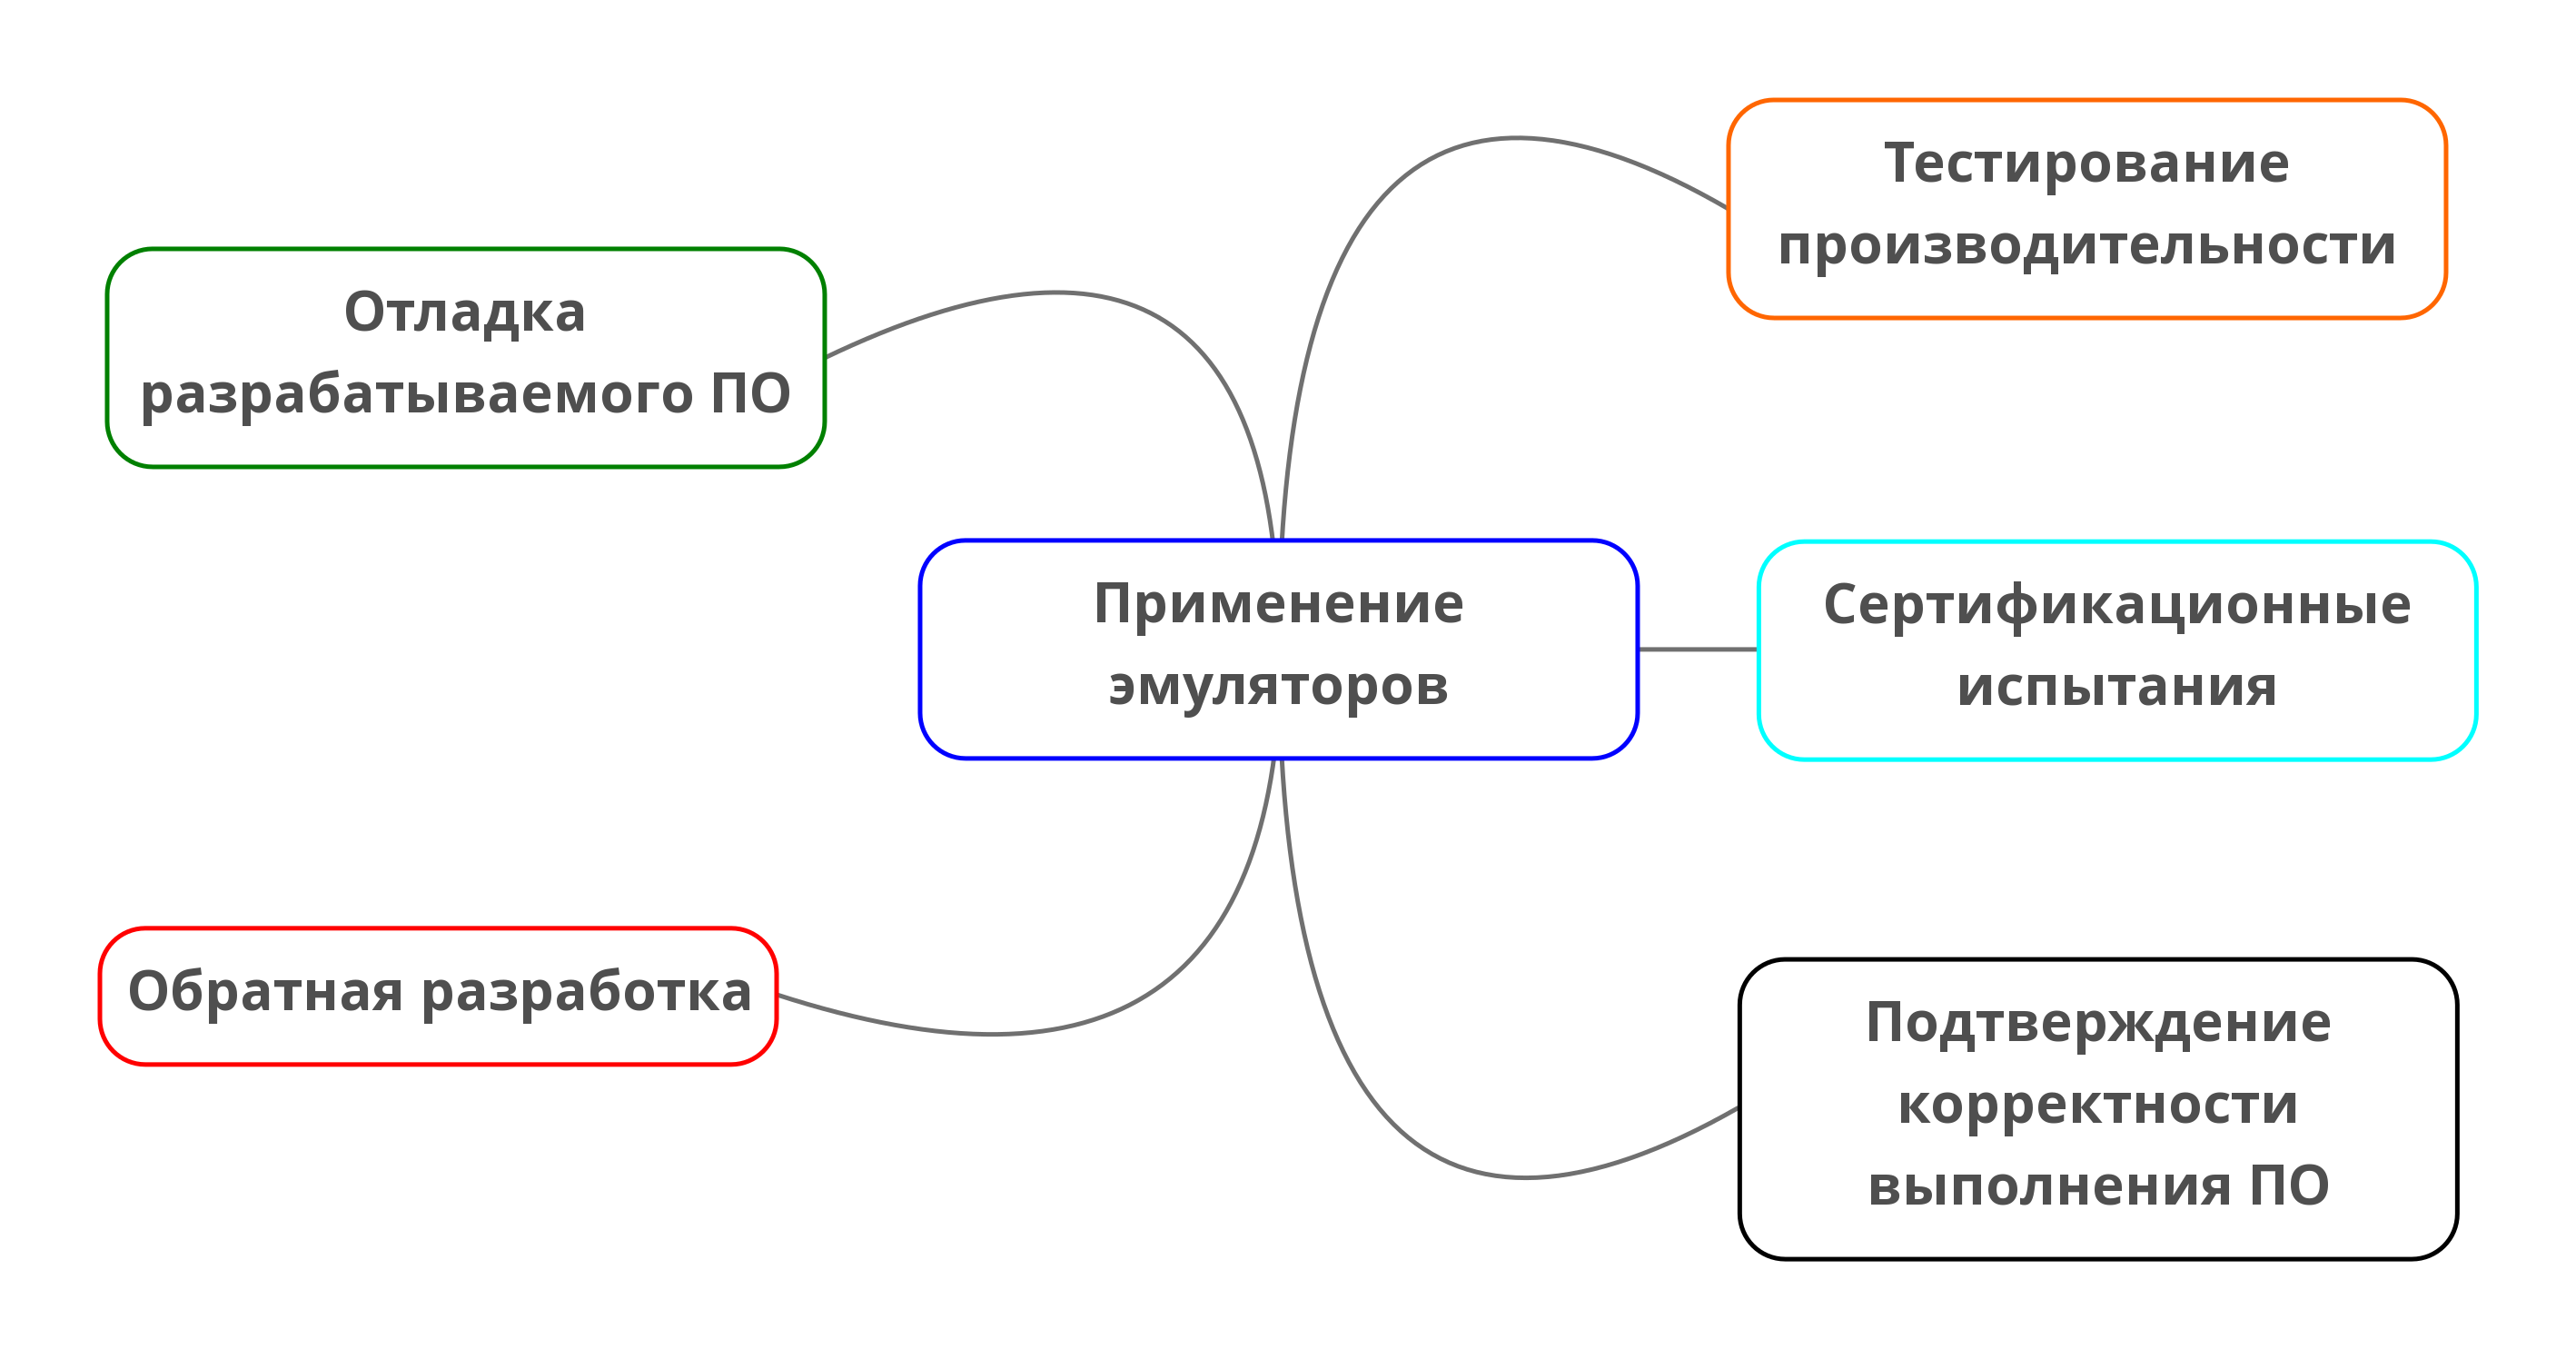 Тестирование
производительности
Отладка
разрабатываемого ПО
Применение
эмуляторов
Сертификационные
испытания
Обратная разработка
Подтверждение
корректности
выполнения ПО